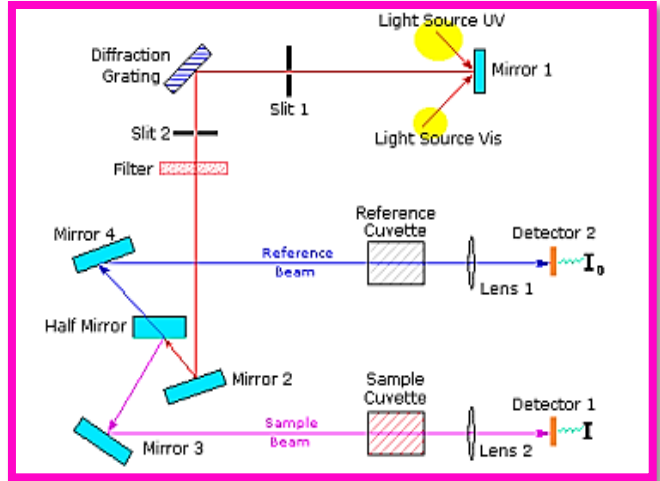 Light Source UV
Diffraction
Grating
Mirror 1
Slit 1
Light Source Vis
Slit 2
Filter
Reference
Cuvette
Mirror 4
Detector 2
Reference
Beam
I0
Lens 1
Half Mirror
Mirror 2
Sample
Cuvette
Detector 1
Sample
Beam
I
Mirror 3
Lens 2